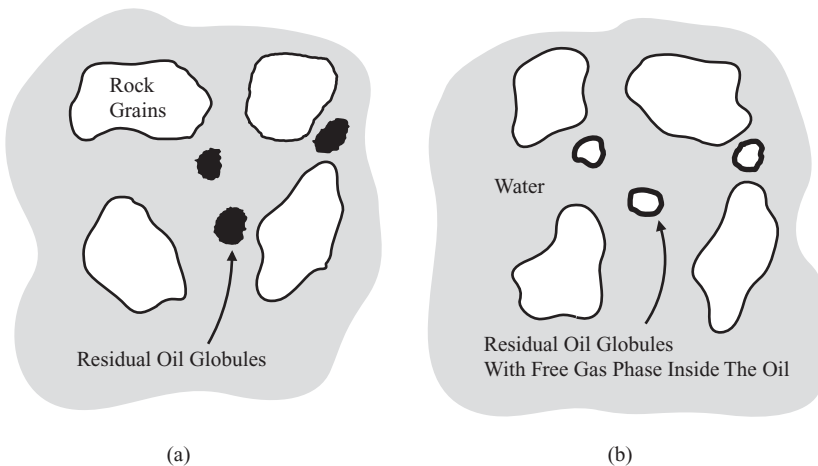 Rock
Grains
Residual Oil Globules
(a)
Water
Residual Oil Globules
With Free Gas Phase Inside The Oil
(b)